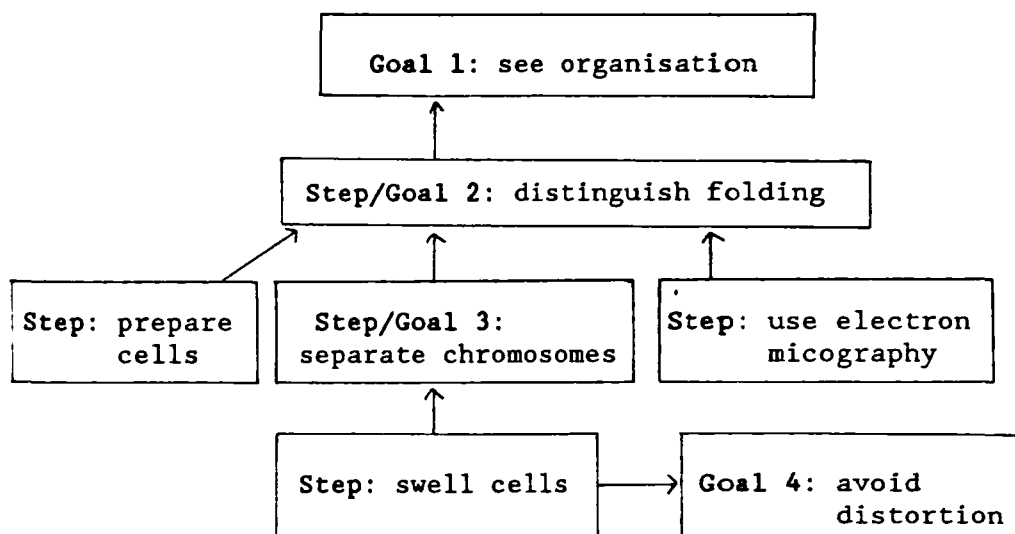 Goal 1: see organisation
Step/Goal 2: distinguish folding
Step: prepare
cells
Step/Goal 3:
separate chromosomes
Step: use electron
micography
Step: swell cells
Goal 4: avoid
distortion